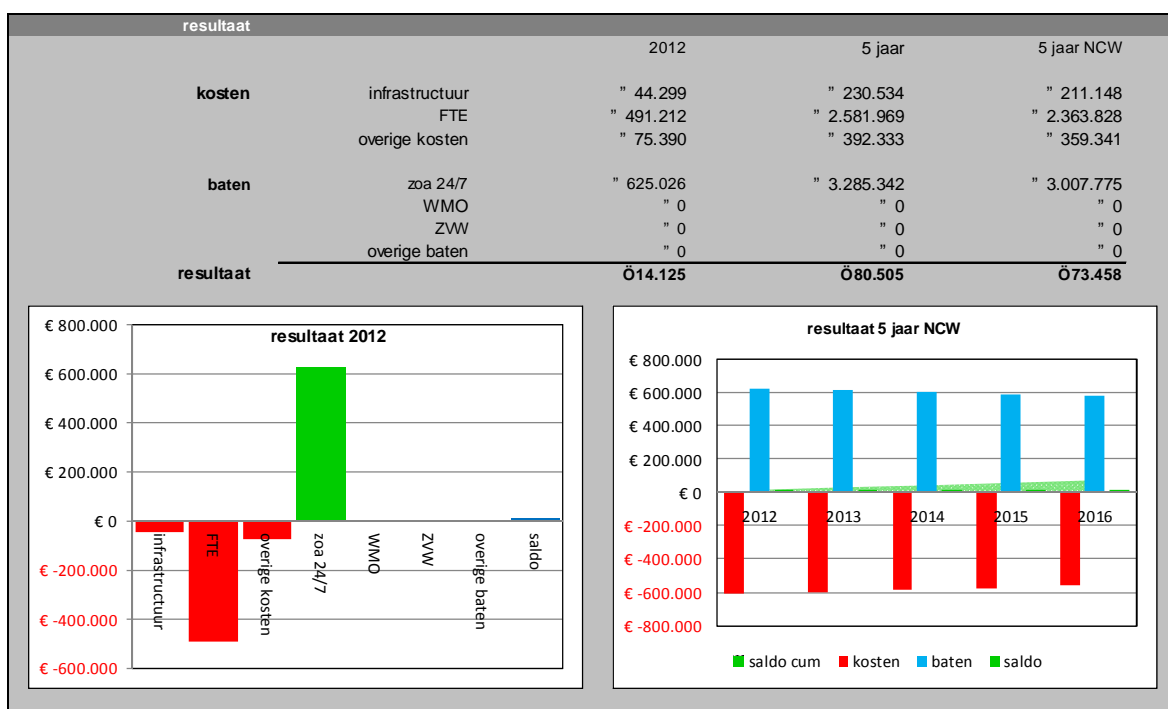 resultaat
2012 5 jaar 5 jaar NCW
kosten infrastructuur ” 44.299 ” 230.534 ” 211.148
FTE ” 491.212 ” 2.581.969 ” 2.363.828
overige kosten ” 75.390 ” 392.333 ” 359.341
baten zoa 24/7 ” 625.026 ” 3.285.342 ” 3.007.775
WMO ” 0 ” 0 ” 0
ZVW ” 0 ” 0 ” 0
overige baten ” 0 ” 0 ” 0
resultaat Ö14.125 Ö80.505 Ö73.458
resultaat 2012
€ 800.000
€ 600.000
€ 400.000
€ 200.000
€ 0
€ -200.000
€ -400.000
€ -600.000
infrastructuur
FTE
overige kosten
zoa 24/7
WMO
ZVW
overige baten
saldo
resultaat 5 jaar NCW
€ 800.000
€ 600.000
€ 400.000
€ 200.000
€ 0
€ -200.000
€ -400.000
€ -600.000
€ -800.000
2012 2013 2014 2015 2016
saldo cum kosten baten saldo